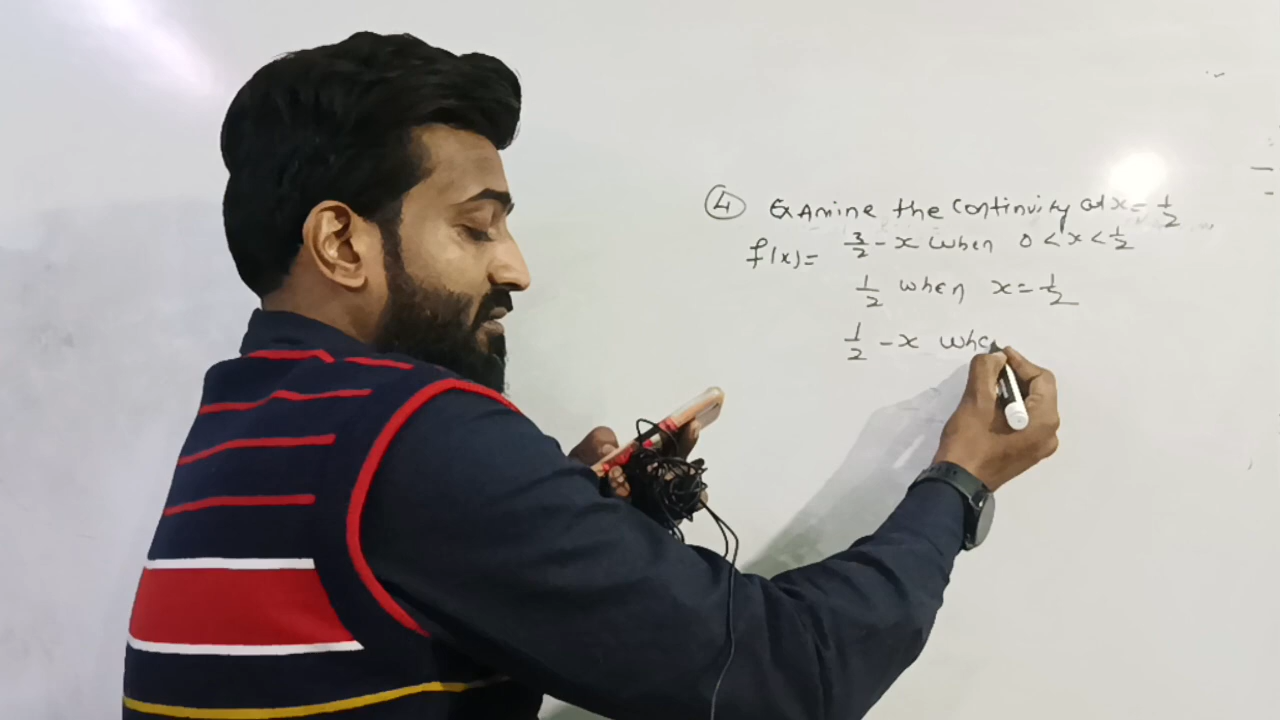 ④ Examine the continuity at x = 1/2
f(x) = 3/2 - x when 0 < x < 1/2
1/2 when x = 1/2
1/2 - x whe